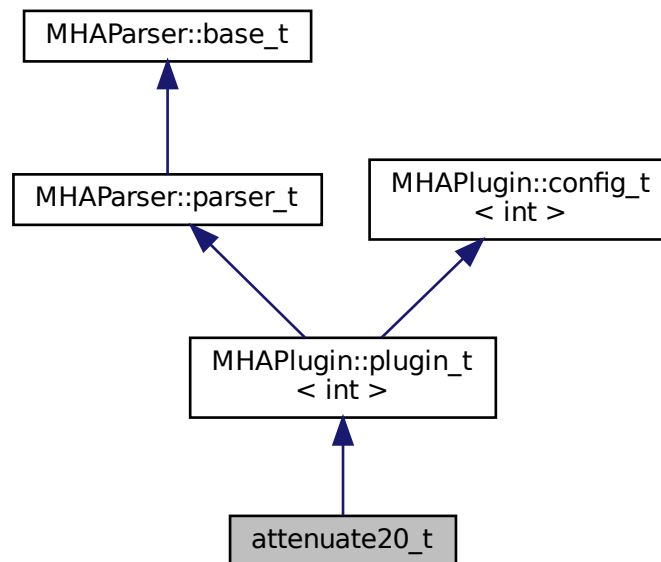 MHAParser::base_t
MHAParser::parser_t
MHAPlugin::config_t
< int >
MHAPlugin::plugin_t
< int >
attenuate20_t